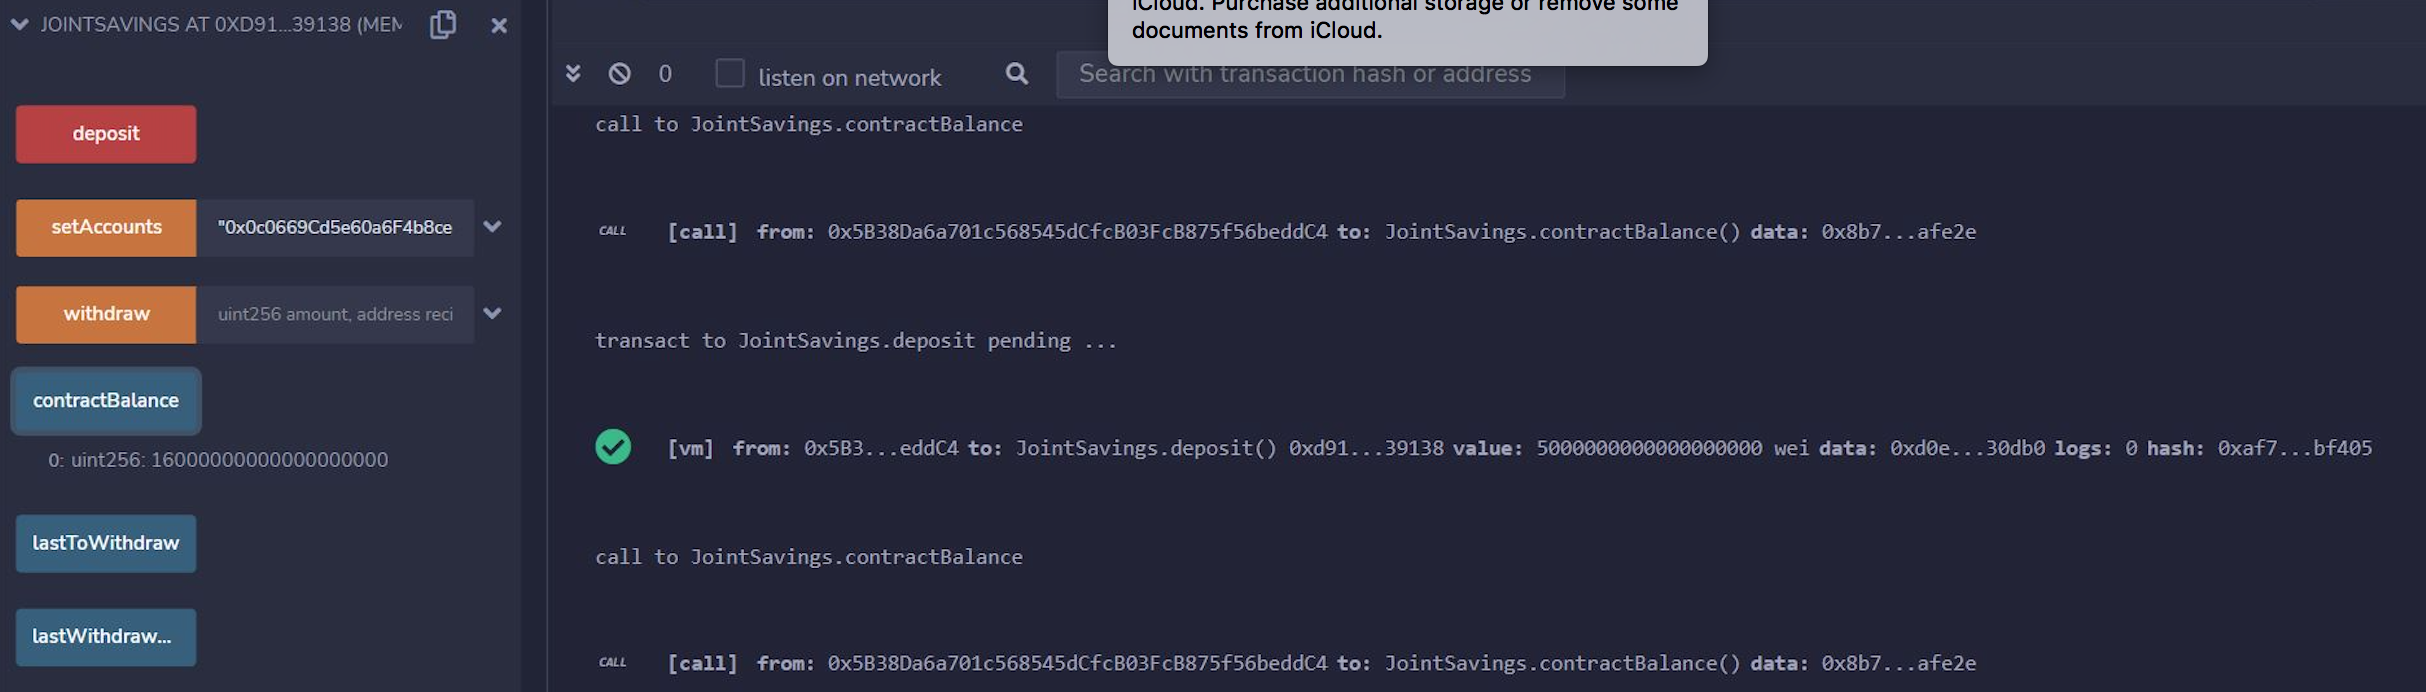 JOINTSAVINGS AT 0XD91...39138 (MEM
deposit
setAccounts "0x0c0669Cd5e60a6F4b8ce
withdraw uint256 amount, address reci
contractBalance
0: uint256: 16000000000000000000
lastToWithdraw
lastWithdraw...
iCloud. Purchase additional storage or remove some
documents from iCloud.
0 listen on network Search with transaction hash or address
call to JointSavings.contractBalance
CALL [call] from: 0x5B38Da6a701c568545dCfcB03FcB875f56beddC4 to: JointSavings.contractBalance() data: 0x8b7...afe2e
transact to JointSavings.deposit pending ...
[vm] from: 0x5B3...eddC4 to: JointSavings.deposit() 0xd91...39138 value: 5000000000000000000 wei data: 0xd0e...30db0 logs: 0 hash: 0xaf7...bf405
call to JointSavings.contractBalance
CALL [call] from: 0x5B38Da6a701c568545dCfcB03FcB875f56beddC4 to: JointSavings.contractBalance() data: 0x8b7...afe2e